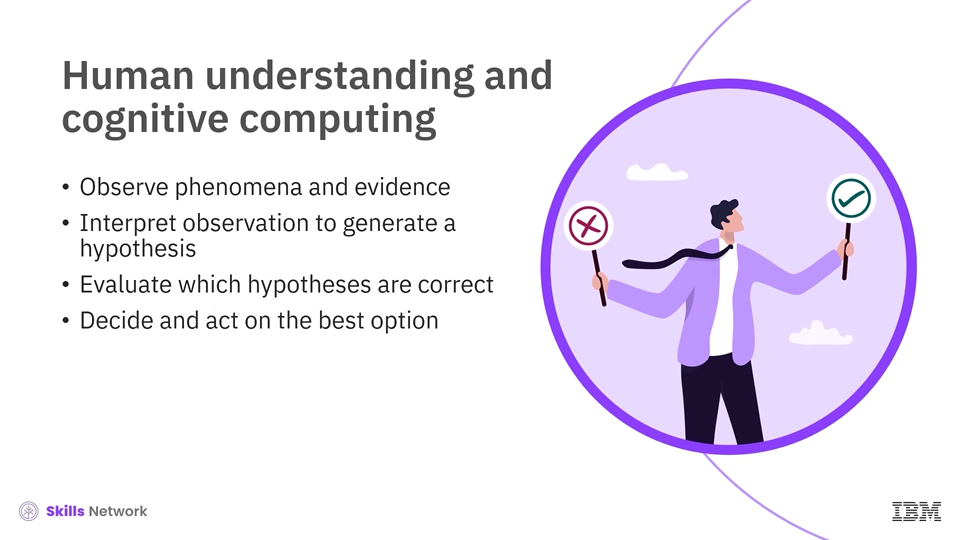 Human understanding and
cognitive computing
• Observe phenomena and evidence
• Interpret observation to generate a
hypothesis
• Evaluate which hypotheses are correct
• Decide and act on the best option
Skills Network
IBM